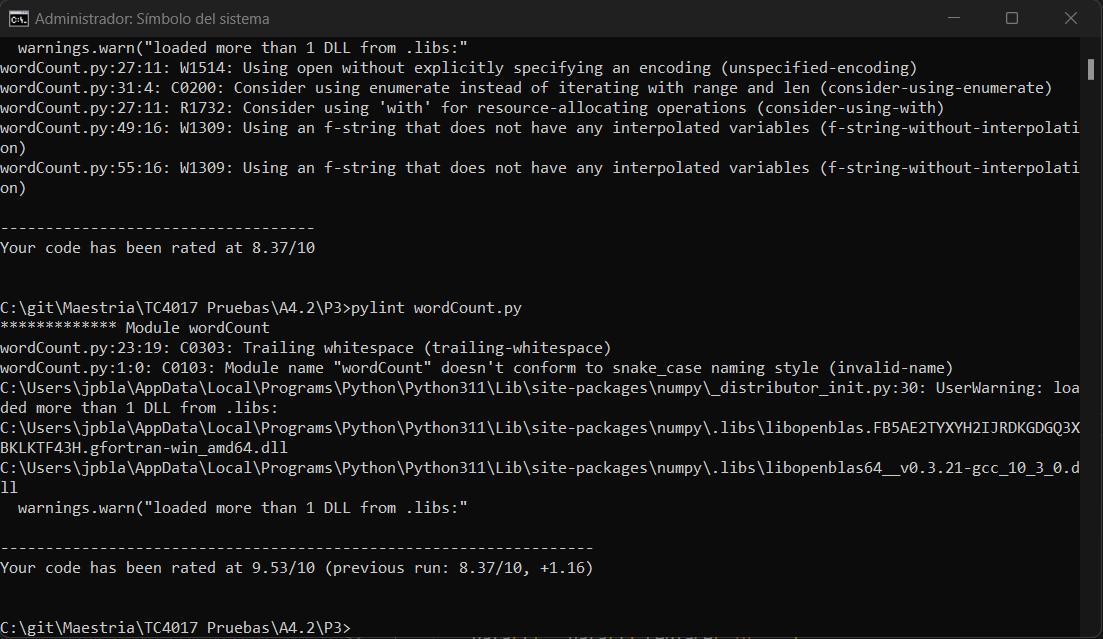 Administrador: Símbolo del sistema
  warnings.warn("loaded more than 1 DLL from .libs:"
wordCount.py:27:11: W1514: Using open without explicitly specifying an encoding (unspecified-encoding)
wordCount.py:31:4: C0200: Consider using enumerate instead of iterating with range and len (consider-using-enumerate)
wordCount.py:27:11: R1732: Consider using 'with' for resource-allocating operations (consider-using-with)
wordCount.py:49:16: W1309: Using an f-string that does not have any interpolated variables (f-string-without-interpolati
on)
wordCount.py:55:16: W1309: Using an f-string that does not have any interpolated variables (f-string-without-interpolati
on)
-----------------------------------
Your code has been rated at 8.37/10
C:\git\Maestria\TC4017 Pruebas\A4.2\P3>pylint wordCount.py
************* Module wordCount
wordCount.py:23:19: C0303: Trailing whitespace (trailing-whitespace)
wordCount.py:1:0: C0103: Module name "wordCount" doesn't conform to snake_case naming style (invalid-name)
C:\Users\jpbla\AppData\Local\Programs\Python\Python311\Lib\site-packages\numpy\_distributor_init.py:30: UserWarning: loa
ded more than 1 DLL from .libs:
C:\Users\jpbla\AppData\Local\Programs\Python\Python311\Lib\site-packages\numpy\.libs\libopenblas.FB5AE2TYXYH2IJRDKGDGQ3X
BKLKTF43H.gfortran-win_amd64.dll
C:\Users\jpbla\AppData\Local\Programs\Python\Python311\Lib\site-packages\numpy\.libs\libopenblas64__v0.3.21-gcc_10_3_0.d
ll
  warnings.warn("loaded more than 1 DLL from .libs:"
------------------------------------------------------------------
Your code has been rated at 9.53/10 (previous run: 8.37/10, +1.16)
C:\git\Maestria\TC4017 Pruebas\A4.2\P3>